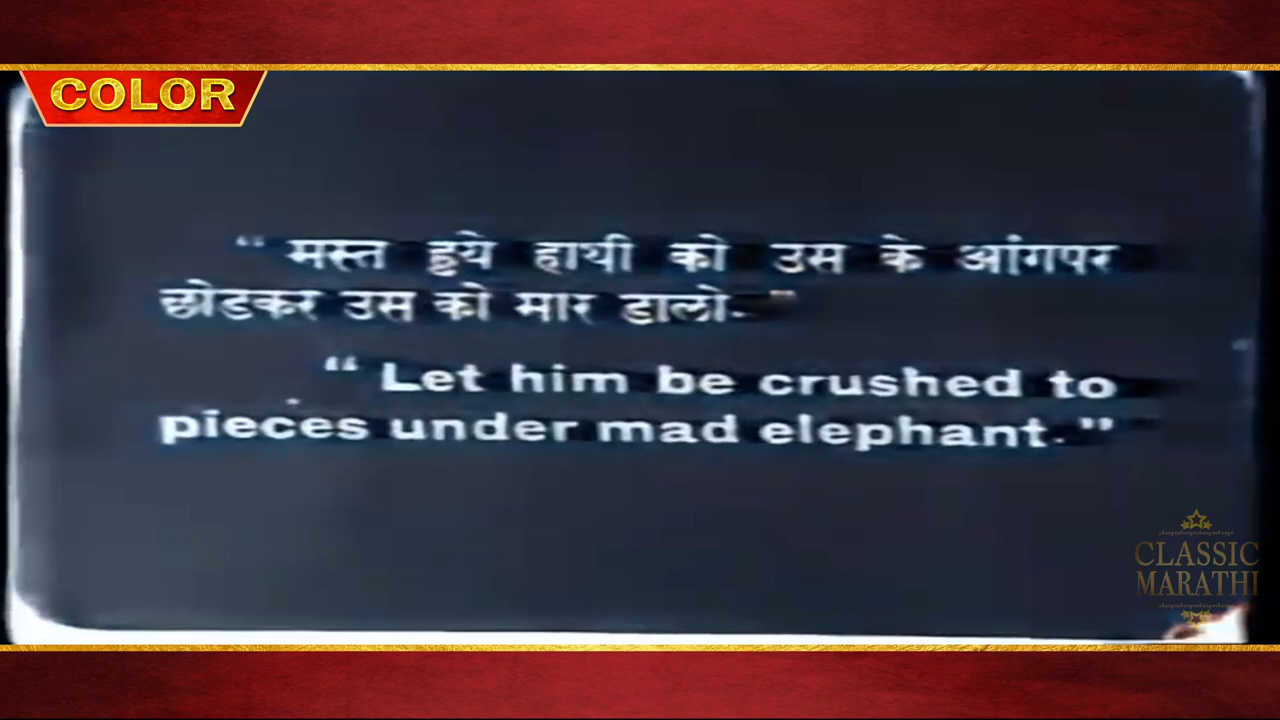 COLOR
“ मस्त हुये हाथी को उस के आंगपर
छोडकर उस को मार डालो. ”
“ Let him be crushed to
pieces under mad elephant. ”
CLASSIC
MARATHI